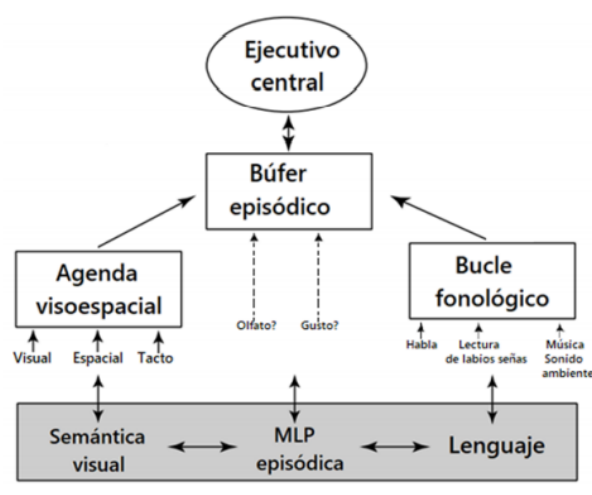 Ejecutivo
central
Búfer
episódico
Agenda
visoespacial
Bucle
fonológico
Olfato?
Gusto?
Visual
Espacial
Tacto
Habla
Lectura
de labios señas
Música
Sonido
ambiente
Semántica
visual
MLP
episódica
Lenguaje